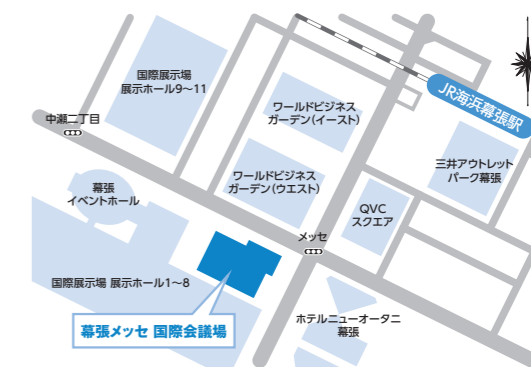 国際展示場
展示ホール9〜11
JR海浜幕張駅
ワールドビジネス
ガーデン(イースト)
中瀬二丁目
三井アウトレット
パーク幕張
ワールドビジネス
ガーデン(ウエスト)
幕張
イベントホール
QVC
スクエア
メッセ
国際展示場 展示ホール1〜8
ホテルニューオータニ
幕張
幕張メッセ 国際会議場